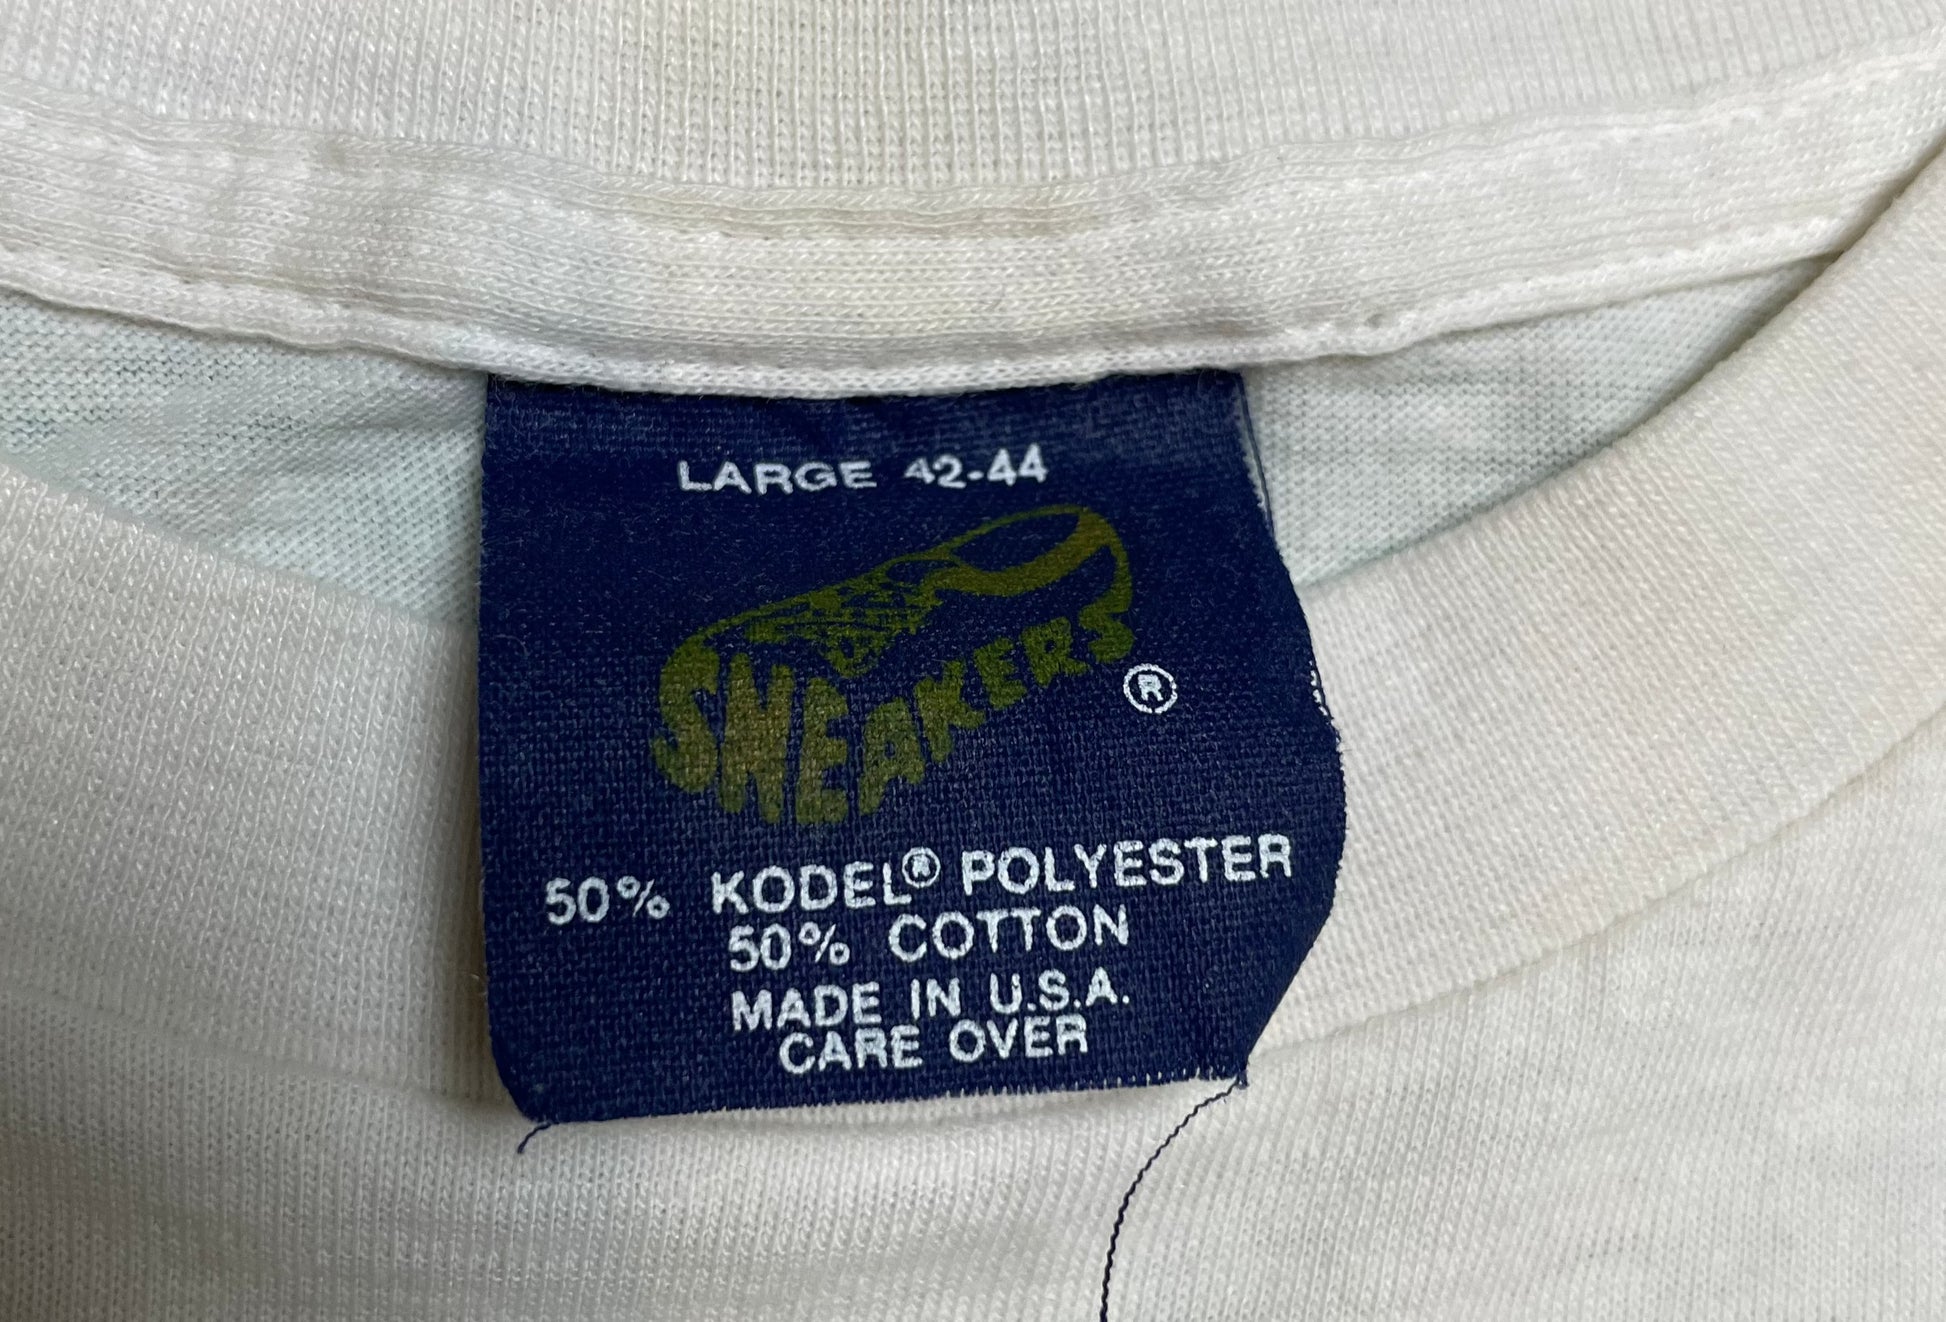 LARGE 42-44
SNEAKERS ®
50% KODEL® POLYESTER
50% COTTON
MADE IN U.S.A.
CARE OVER